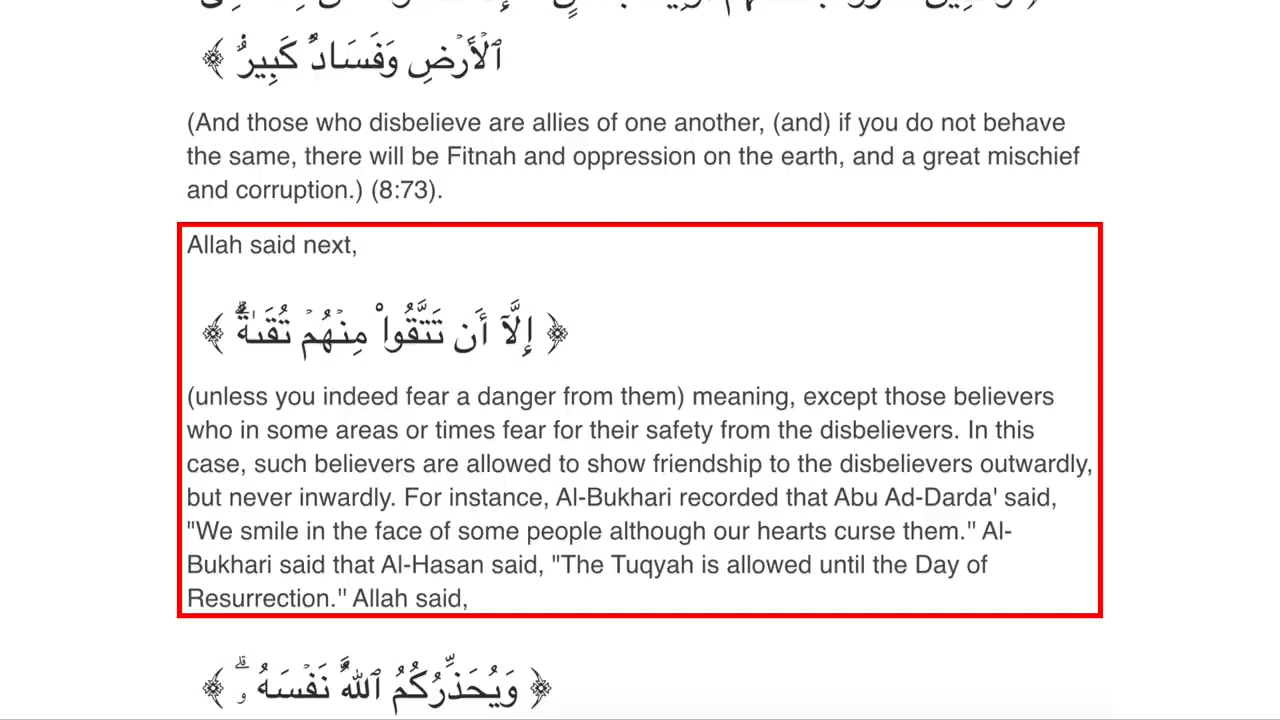 ٱلۡأَرۡضِ وَفَسَادٞ كَبِيرٞ ﴾
(And those who disbelieve are allies of one another, (and) if you do not behave
the same, there will be Fitnah and oppression on the earth, and a great mischief
and corruption.) (8:73).
Allah said next,
﴿ إِلَّآ أَن تَتَّقُواْ مِنۡهُمۡ تُقَىٰةٗۗ ﴾
(unless you indeed fear a danger from them) meaning, except those believers
who in some areas or times fear for their safety from the disbelievers. In this
case, such believers are allowed to show friendship to the disbelievers outwardly,
but never inwardly. For instance, Al-Bukhari recorded that Abu Ad-Darda' said,
"We smile in the face of some people although our hearts curse them." Al-
Bukhari said that Al-Hasan said, "The Tuqyah is allowed until the Day of
Resurrection." Allah said,
﴿ وَيُحَذِّرُكُمُ ٱللَّهُ نَفۡسَهُۥۗ ﴾